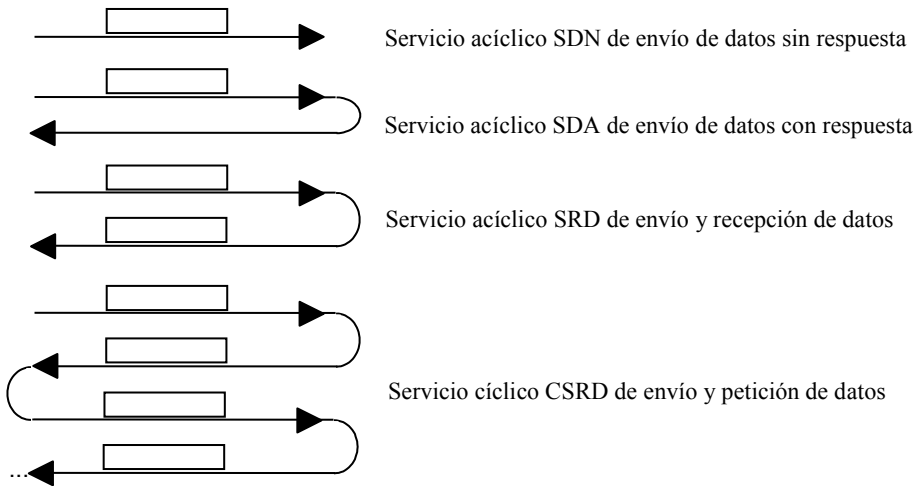 Servicio acíclico SDN de envío de datos sin respuesta
Servicio acíclico SDA de envío de datos con respuesta
Servicio acíclico SRD de envío y recepción de datos
Servicio cíclico CSRD de envío y petición de datos
...